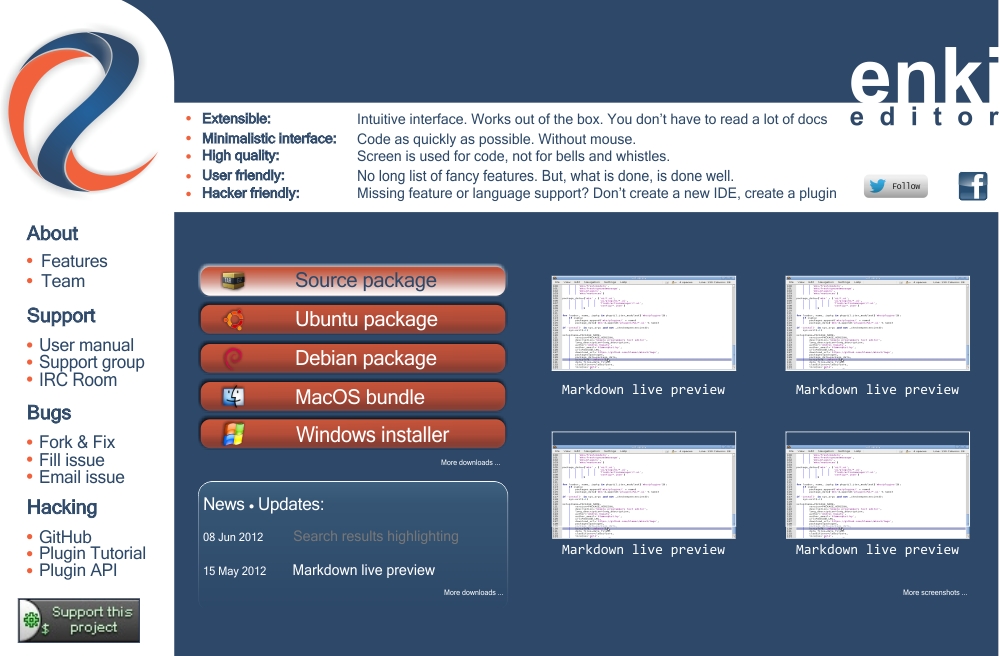 enki
editor
• Extensible: Intuitive interface. Works out of the box. You don't have to read a lot of docs
• Minimalistic interface: Code as quickly as possible. Without mouse.
• High quality: Screen is used for code, not for bells and whistles.
• User friendly: No long list of fancy features. But, what is done, is done well.
• Hacker friendly: Missing feature or language support? Don't create a new IDE, create a plugin
Follow
f
About
• Features
• Team
Support
• User manual
• Support group
• IRC Room
Bugs
• Fork & Fix
• Fill issue
• Email issue
Hacking
• GitHub
• Plugin Tutorial
• Plugin API
$ Support this
project
Source package
Ubuntu package
Debian package
MacOS bundle
Windows installer
More downloads ...
News • Updates:
08 Jun 2012 Search results highlighting
15 May 2012 Markdown live preview
More downloads ...
Markdown live preview
Markdown live preview
Markdown live preview
Markdown live preview
More screenshots ...